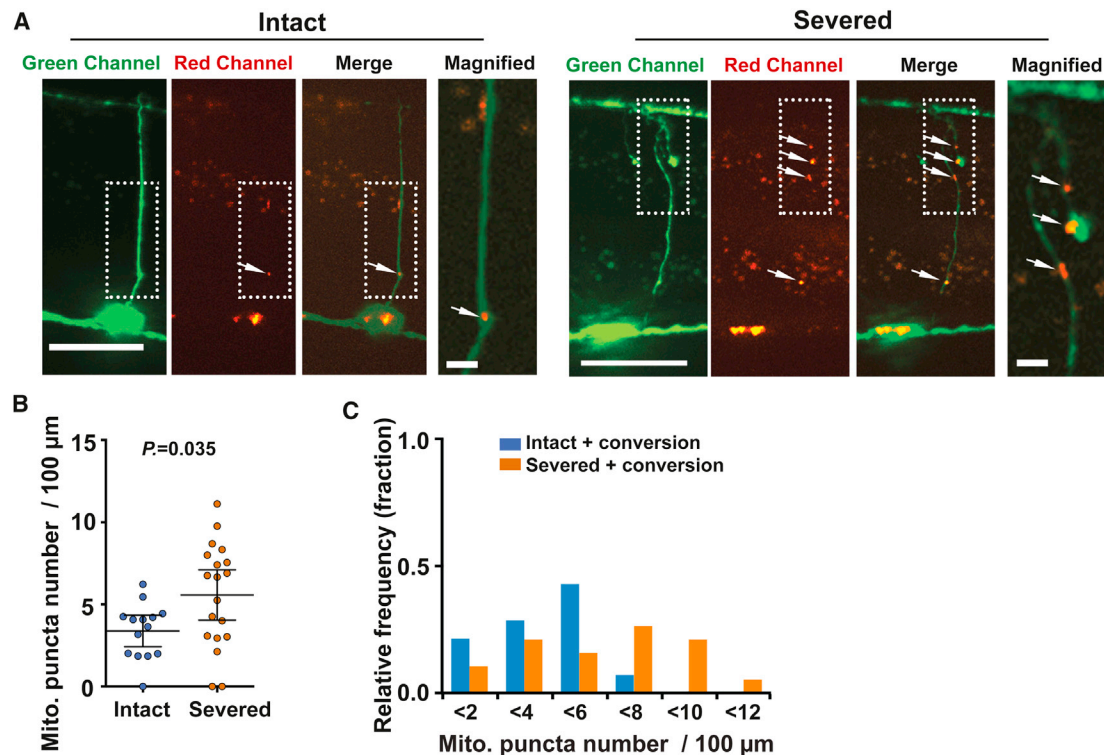 A
Intact
Severed
Green Channel Red Channel Merge Magnified
Green Channel Red Channel Merge Magnified
B
Mito. puncta number / 100 µm
15
10
5
0
P.=0.035
Intact Severed
C
Relative frequency (fraction)
1.0
0.5
0.0
Intact + conversion
Severed + conversion
<2 <4 <6 <8 <10 <12
Mito. puncta number / 100 µm